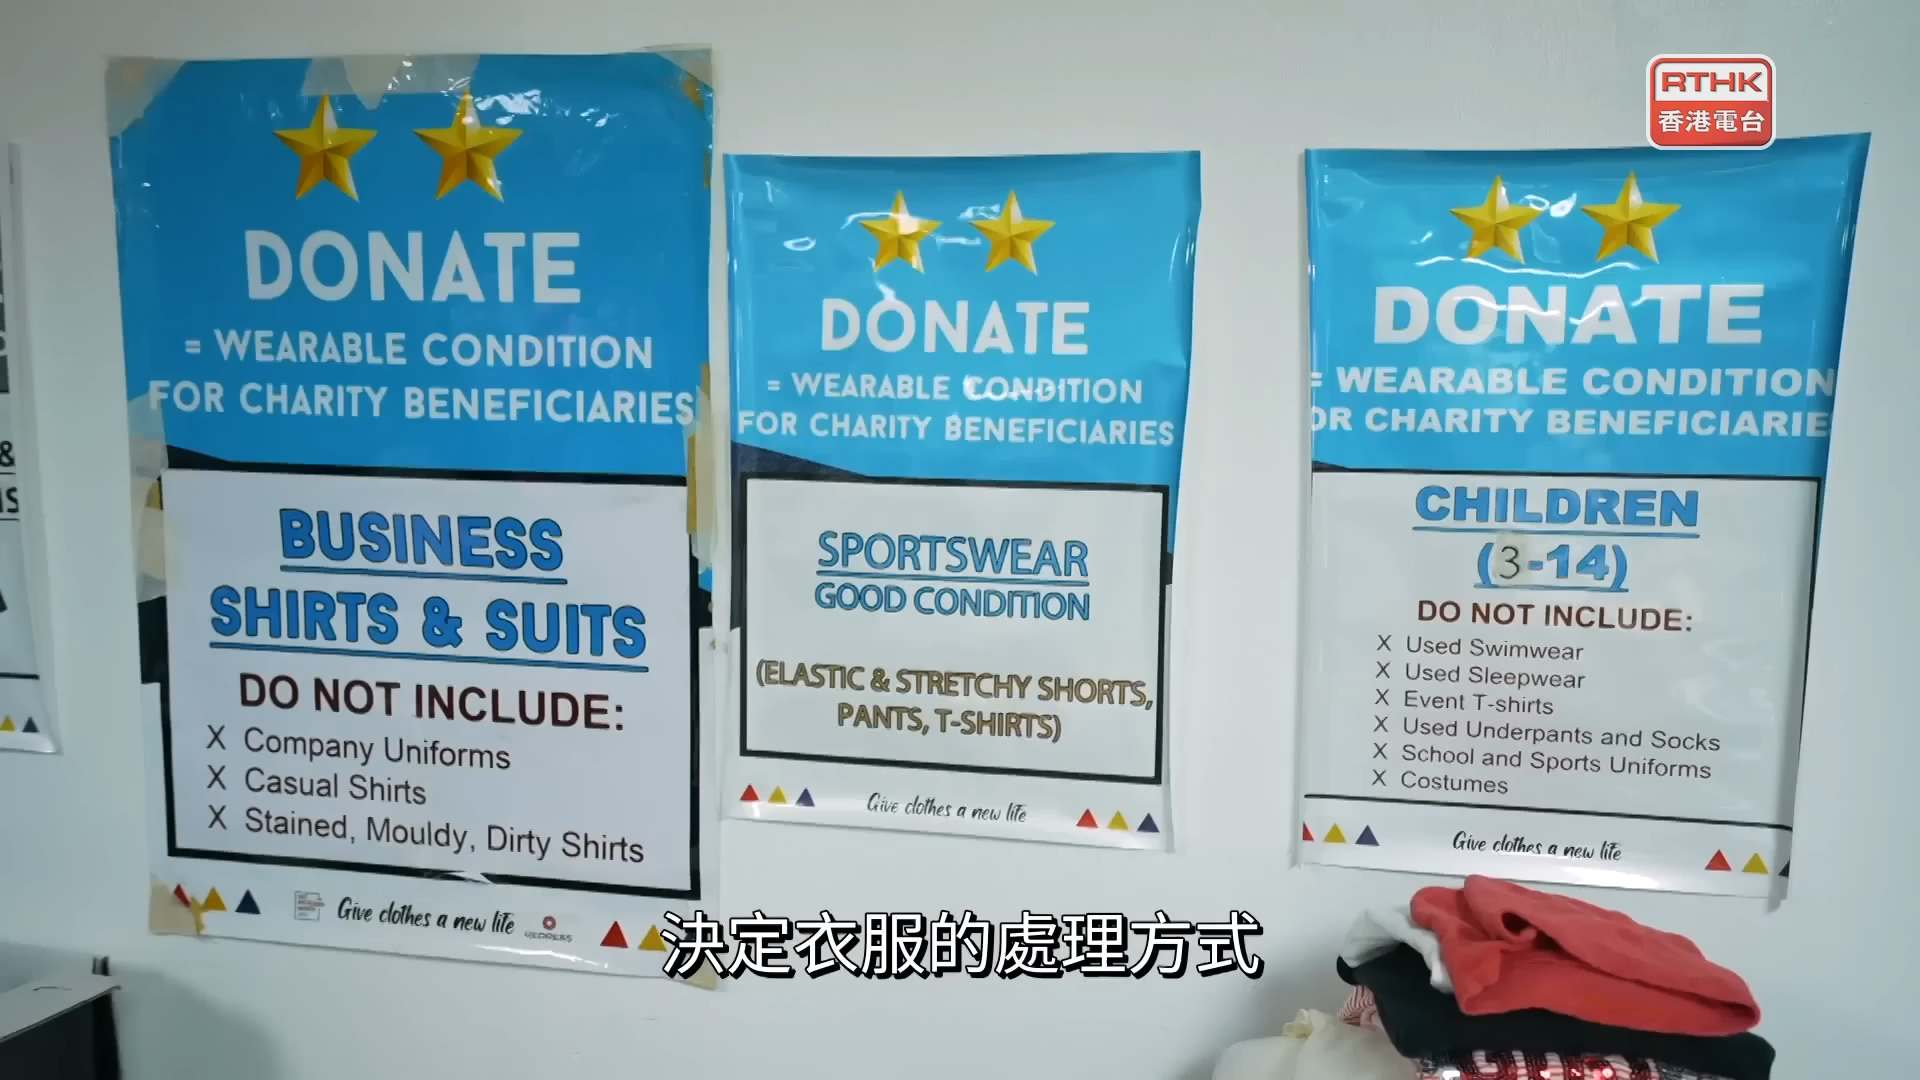 RTHK
香港電台
DONATE
= WEARABLE CONDITION
FOR CHARITY BENEFICIARIES
BUSINESS
SHIRTS & SUITS
DO NOT INCLUDE:
X Company Uniforms
X Casual Shirts
X Stained, Mouldy, Dirty Shirts
Give clothes a new life
DONATE
= WEARABLE CONDITION
FOR CHARITY BENEFICIARIES
SPORTSWEAR
GOOD CONDITION
(ELASTIC & STRETCHY SHORTS,
PANTS, T-SHIRTS)
Give clothes a new life
DONATE
= WEARABLE CONDITION
OR CHARITY BENEFICIARIE
CHILDREN
(3-14)
DO NOT INCLUDE:
X Used Swimwear
X Used Sleepwear
X Event T-shirts
X Used Underpants and Socks
X School and Sports Uniforms
X Costumes
Give clothes a new life
&
決定衣服的處理方式